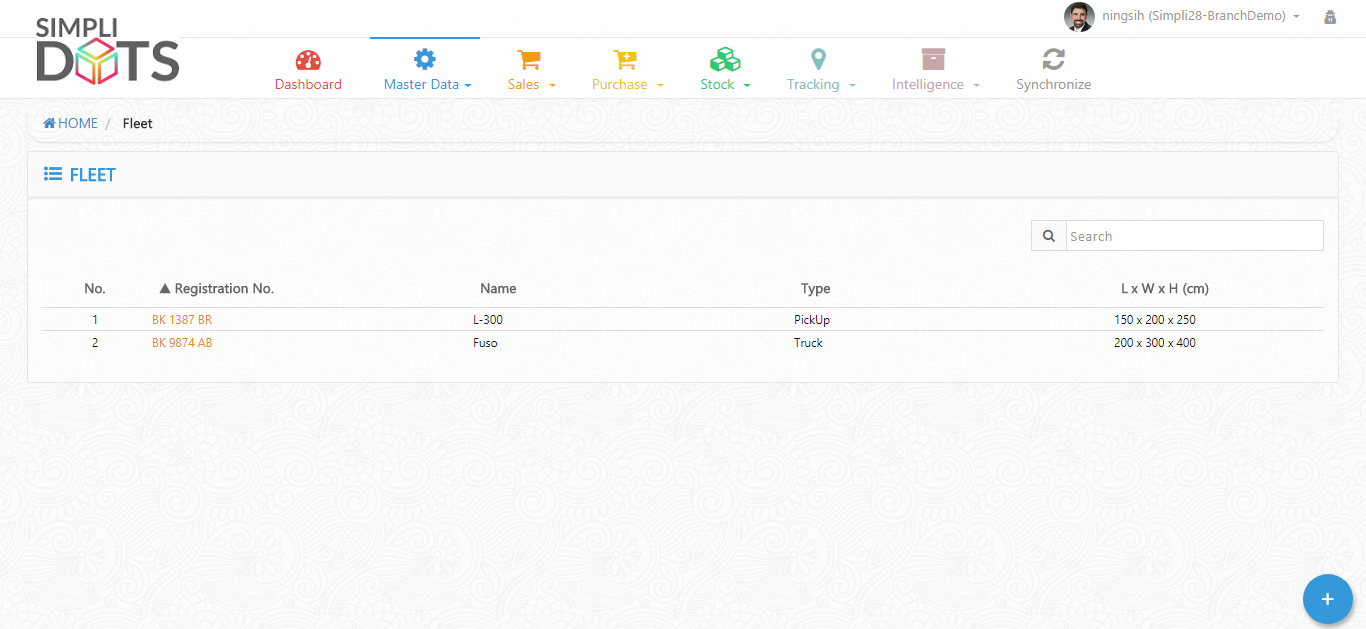 ningsih (Simpli28-BranchDemo)
SIMPLI
DOTS
Dashboard Master Data Sales Purchase Stock Tracking Intelligence Synchronize
HOME / Fleet
FLEET
Search
No. ▲ Registration No. Name Type L x W x H (cm)
1 BK 1387 BR L-300 PickUp 150 x 200 x 250
2 BK 9874 AB Fuso Truck 200 x 300 x 400
+